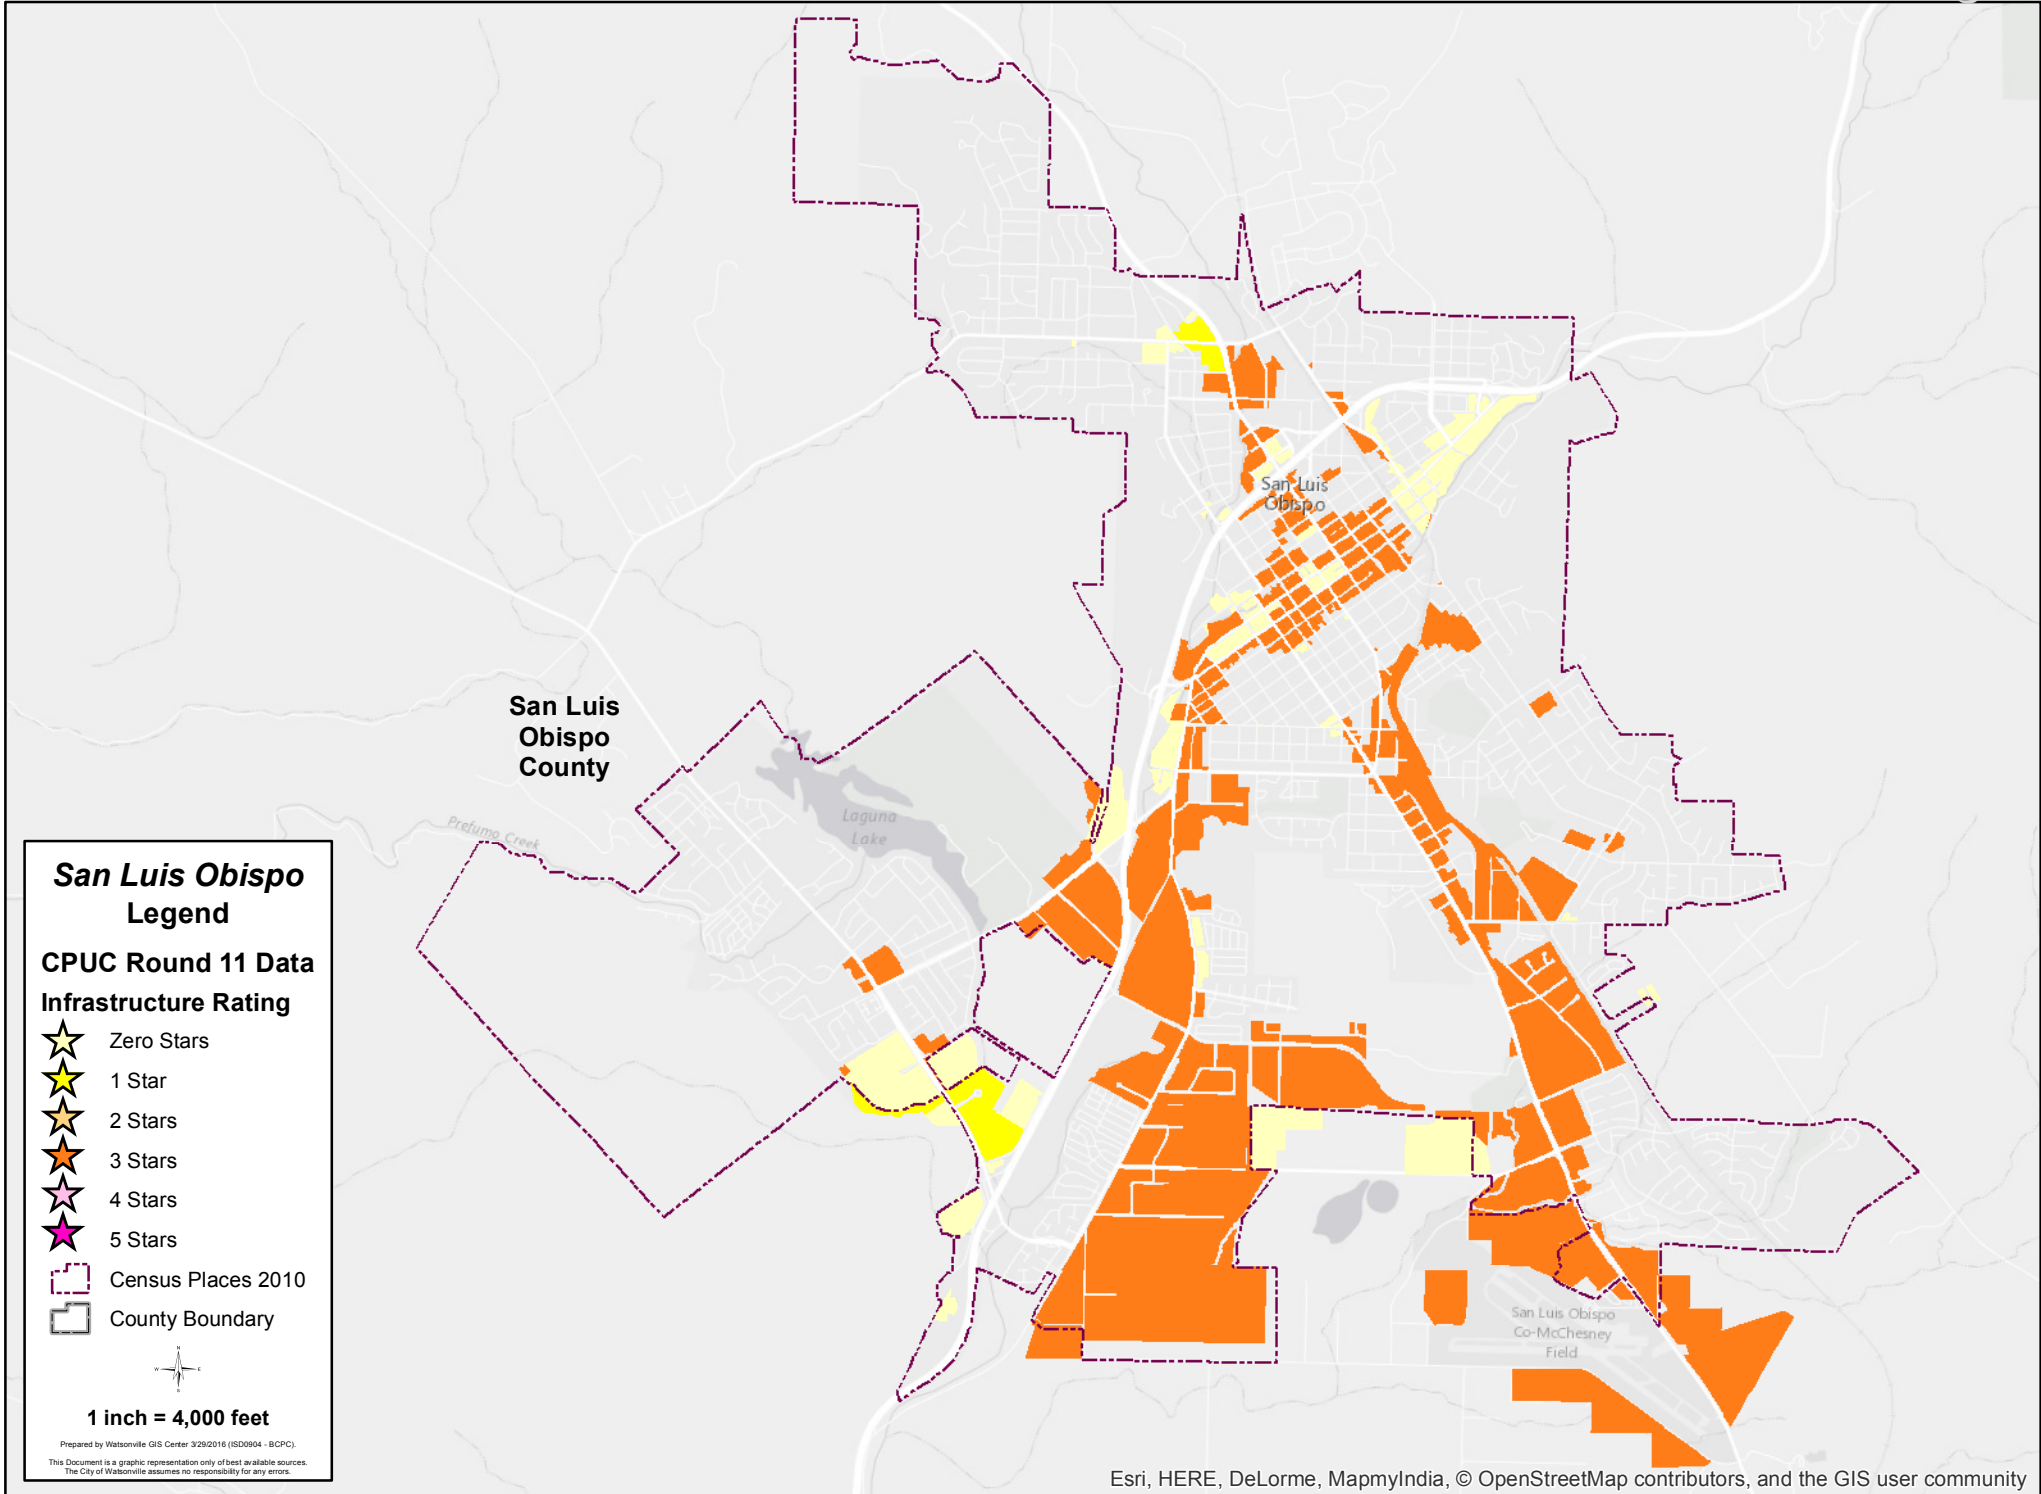 San Luis
Obispo
San Luis
Obispo
County
Laguna
Lake
Prefumo Creek
San Luis Obispo
Legend
CPUC Round 11 Data
Infrastructure Rating
Zero Stars
1 Star
2 Stars
3 Stars
4 Stars
5 Stars
Census Places 2010
County Boundary
N
W E
S
1 inch = 4,000 feet
Prepared by Watsonville GIS Center 3/29/2016 (ISD0904 - BCPC).
This Document is a graphic representation only of best available sources.
The City of Watsonville assumes no responsibility for any errors.
San Luis Obispo
Co-McChesney
Field
Esri, HERE, DeLorme, MapmyIndia, © OpenStreetMap contributors, and the GIS user community